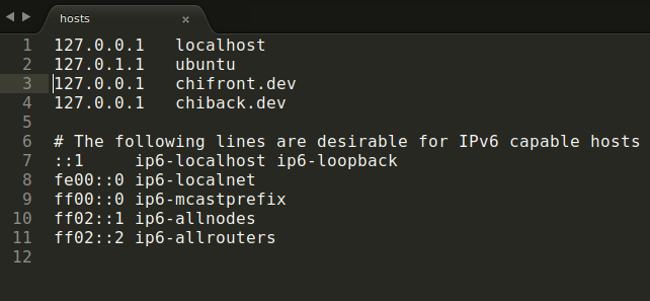 hosts ×
1 127.0.0.1 localhost
2 127.0.1.1 ubuntu
3 127.0.0.1 chifront.dev
4 127.0.0.1 chiback.dev
5
6 # The following lines are desirable for IPv6 capable hosts
7 ::1 ip6-localhost ip6-loopback
8 fe00::0 ip6-localnet
9 ff00::0 ip6-mcastprefix
10 ff02::1 ip6-allnodes
11 ff02::2 ip6-allrouters
12